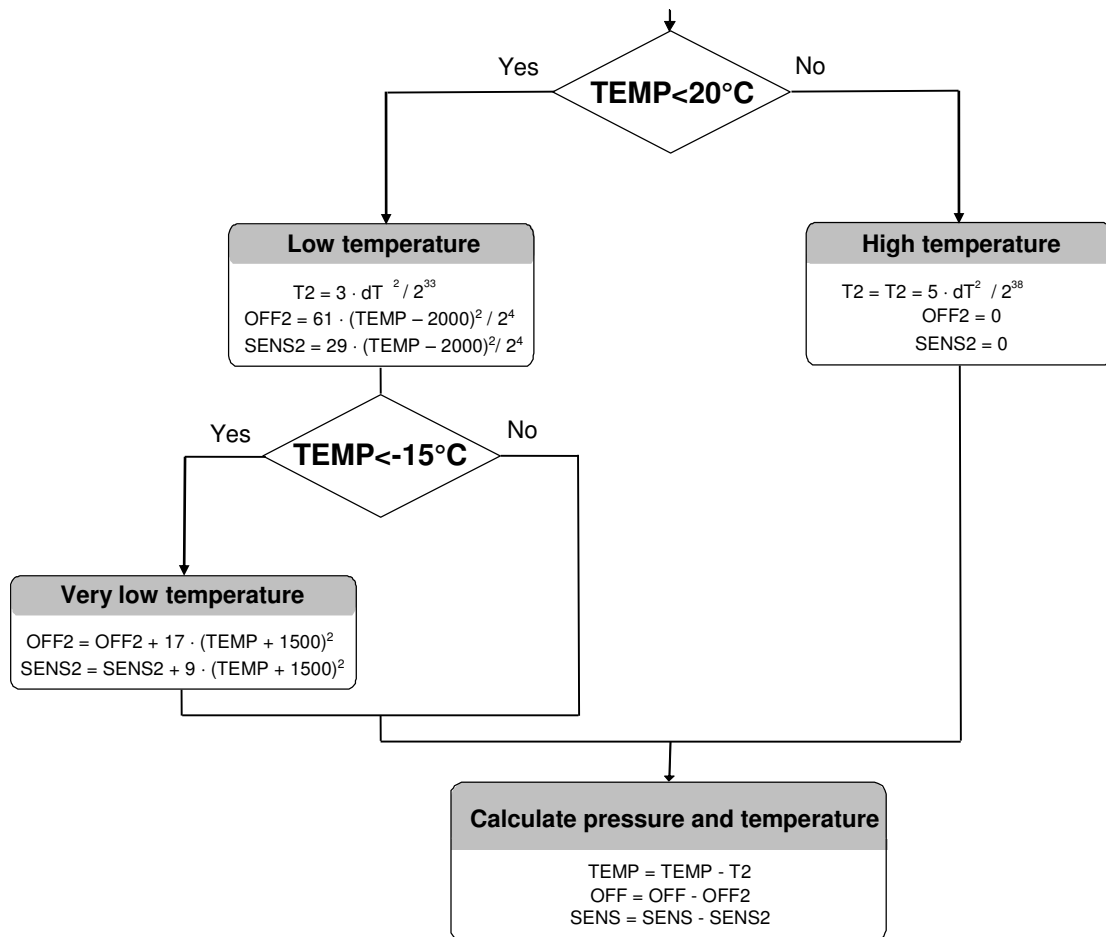 Yes
No
TEMP<20°C
Low temperature
T2 = 3 · dT ² / 2³³
OFF2 = 61 · (TEMP – 2000)² / 2⁴
SENS2 = 29 · (TEMP – 2000)²/ 2⁴
High temperature
T2 = T2 = 5 · dT² / 2³⁸
OFF2 = 0
SENS2 = 0
Yes
No
TEMP<-15°C
Very low temperature
OFF2 = OFF2 + 17 · (TEMP + 1500)²
SENS2 = SENS2 + 9 · (TEMP + 1500)²
Calculate pressure and temperature
TEMP = TEMP - T2
OFF = OFF - OFF2
SENS = SENS - SENS2